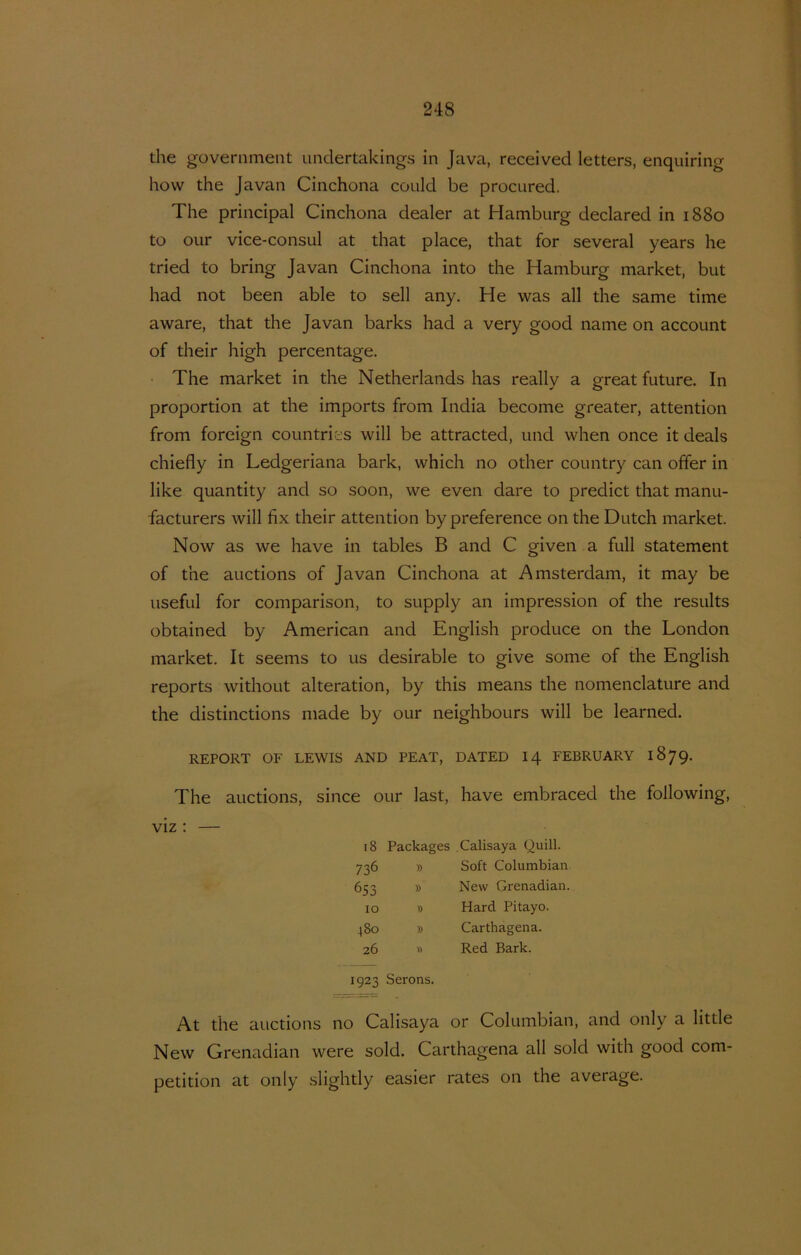 248
the government undertakings in Java, received letters, enquiring
how the Javan Cinchona could be procured.
The principal Cinchona dealer at Hamburg declared in 1880
to our vice-consul at that place, that for several years he
tried to bring Javan Cinchona into the Hamburg market, but
had not been able to sell any. He was all the same time
aware, that the Javan barks had a very good name on account
of their high percentage.
The market in the Netherlands has really a great future. In
proportion at the imports from India become greater, attention
from foreign countries will be attracted, und when once it deals
chiefly in Ledgeriana bark, which no other country can offer in
like quantity and so soon, we even dare to predict that manu-
facturers will fix their attention by preference on the Dutch market.
Now as we have in tables B and C given a full statement
of the auctions of Javan Cinchona at Amsterdam, it may be
useful for comparison, to supply an impression of the results
obtained by American and English produce on the London
market. It seems to us desirable to give some of the English
reports without alteration, by this means the nomenclature and
the distinctions made by our neighbours will be learned.
REPORT OF LEWIS AND PEAT, DATED 14 FEBRUARY 1879.
The auctions, since our last, have embraced the following,
viz : —
18 Packages Calisaya Quill.
736 » Soft Columbian
653 » New Grenadian.
10 » Hard Pitayo.
480 » Carthagena.
26 » Red Bark.
1923 Serons.
At the auctions no Calisaya or Columbian, and only a little
New Grenadian were sold. Carthagena all sold with good com-
petition at only slightly easier rates on the average.